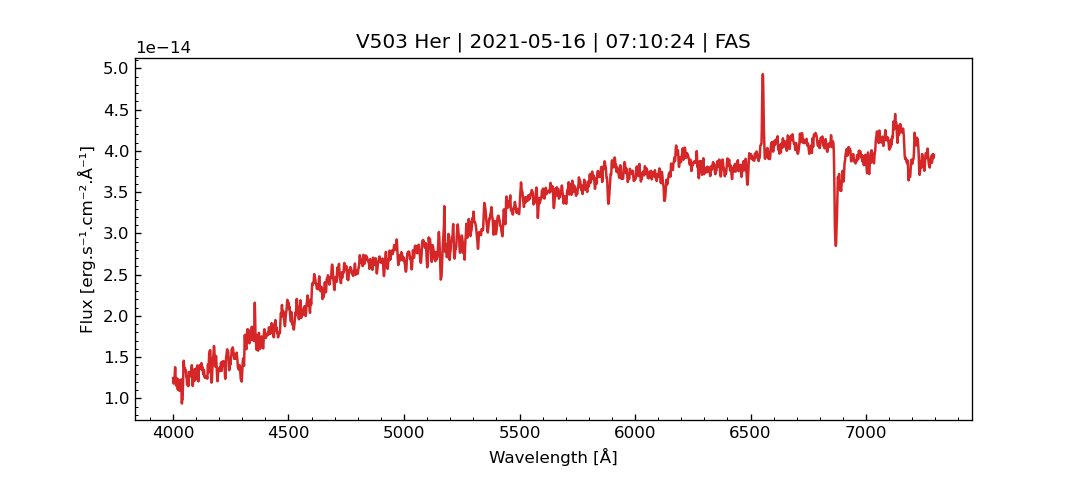 V503 Her | 2021-05-16 | 07:10:24 | FAS
1e−14
5.0
4.5
4.0
3.5
3.0
2.5
2.0
1.5
1.0
Flux [erg.s⁻¹.cm⁻².Å⁻¹]
4000 4500 5000 5500 6000 6500 7000
Wavelength [Å]